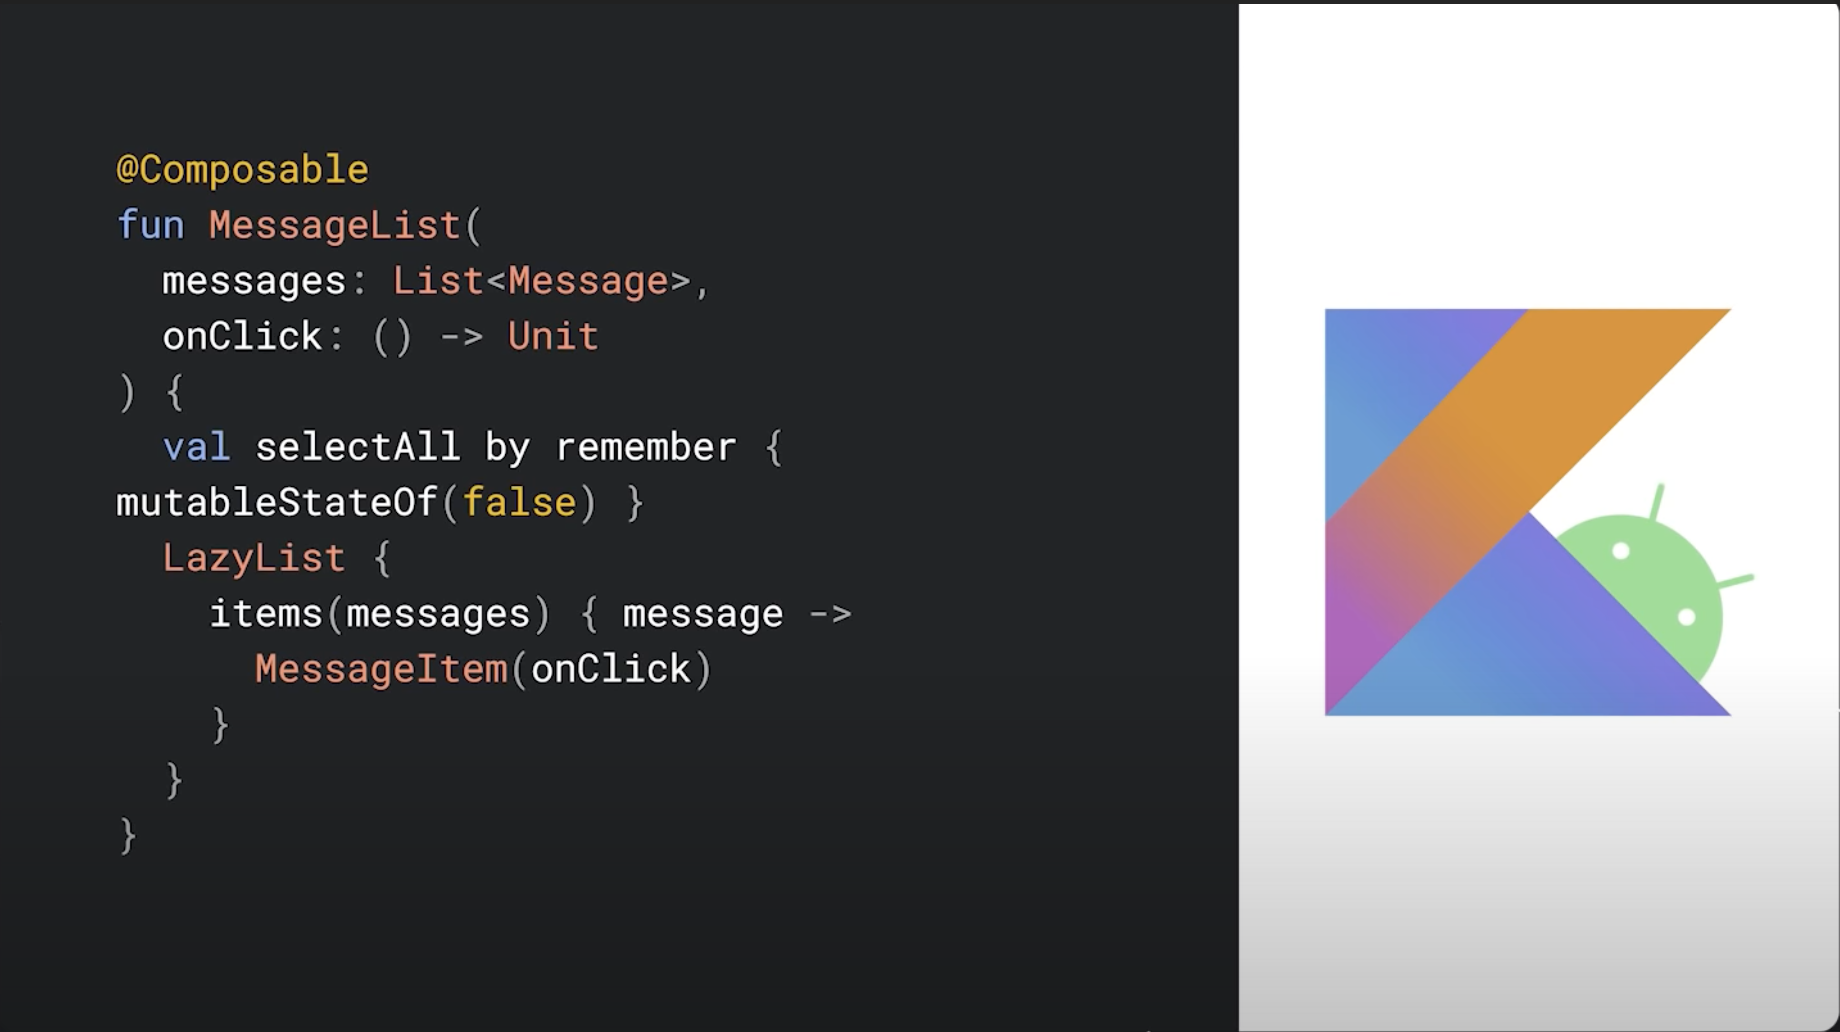 @Composable
fun MessageList(
  messages: List<Message>,
  onClick: () -> Unit
) {
  val selectAll by remember {
mutableStateOf(false) }
  LazyList {
    items(messages) { message ->
      MessageItem(onClick)
    }
  }
}